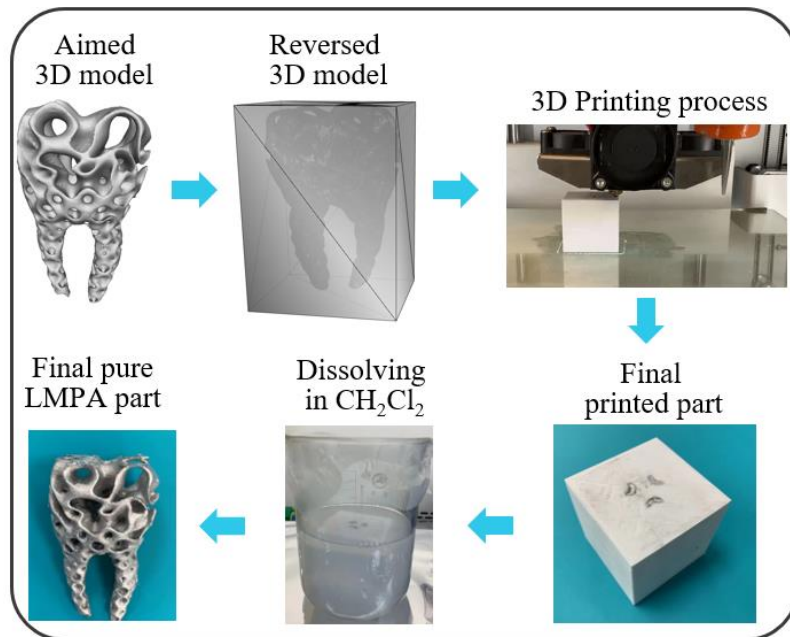 Aimed
3D model
Reversed
3D model
3D Printing process
Final
printed part
Dissolving
in CH₂Cl₂
Final pure
LMPA part